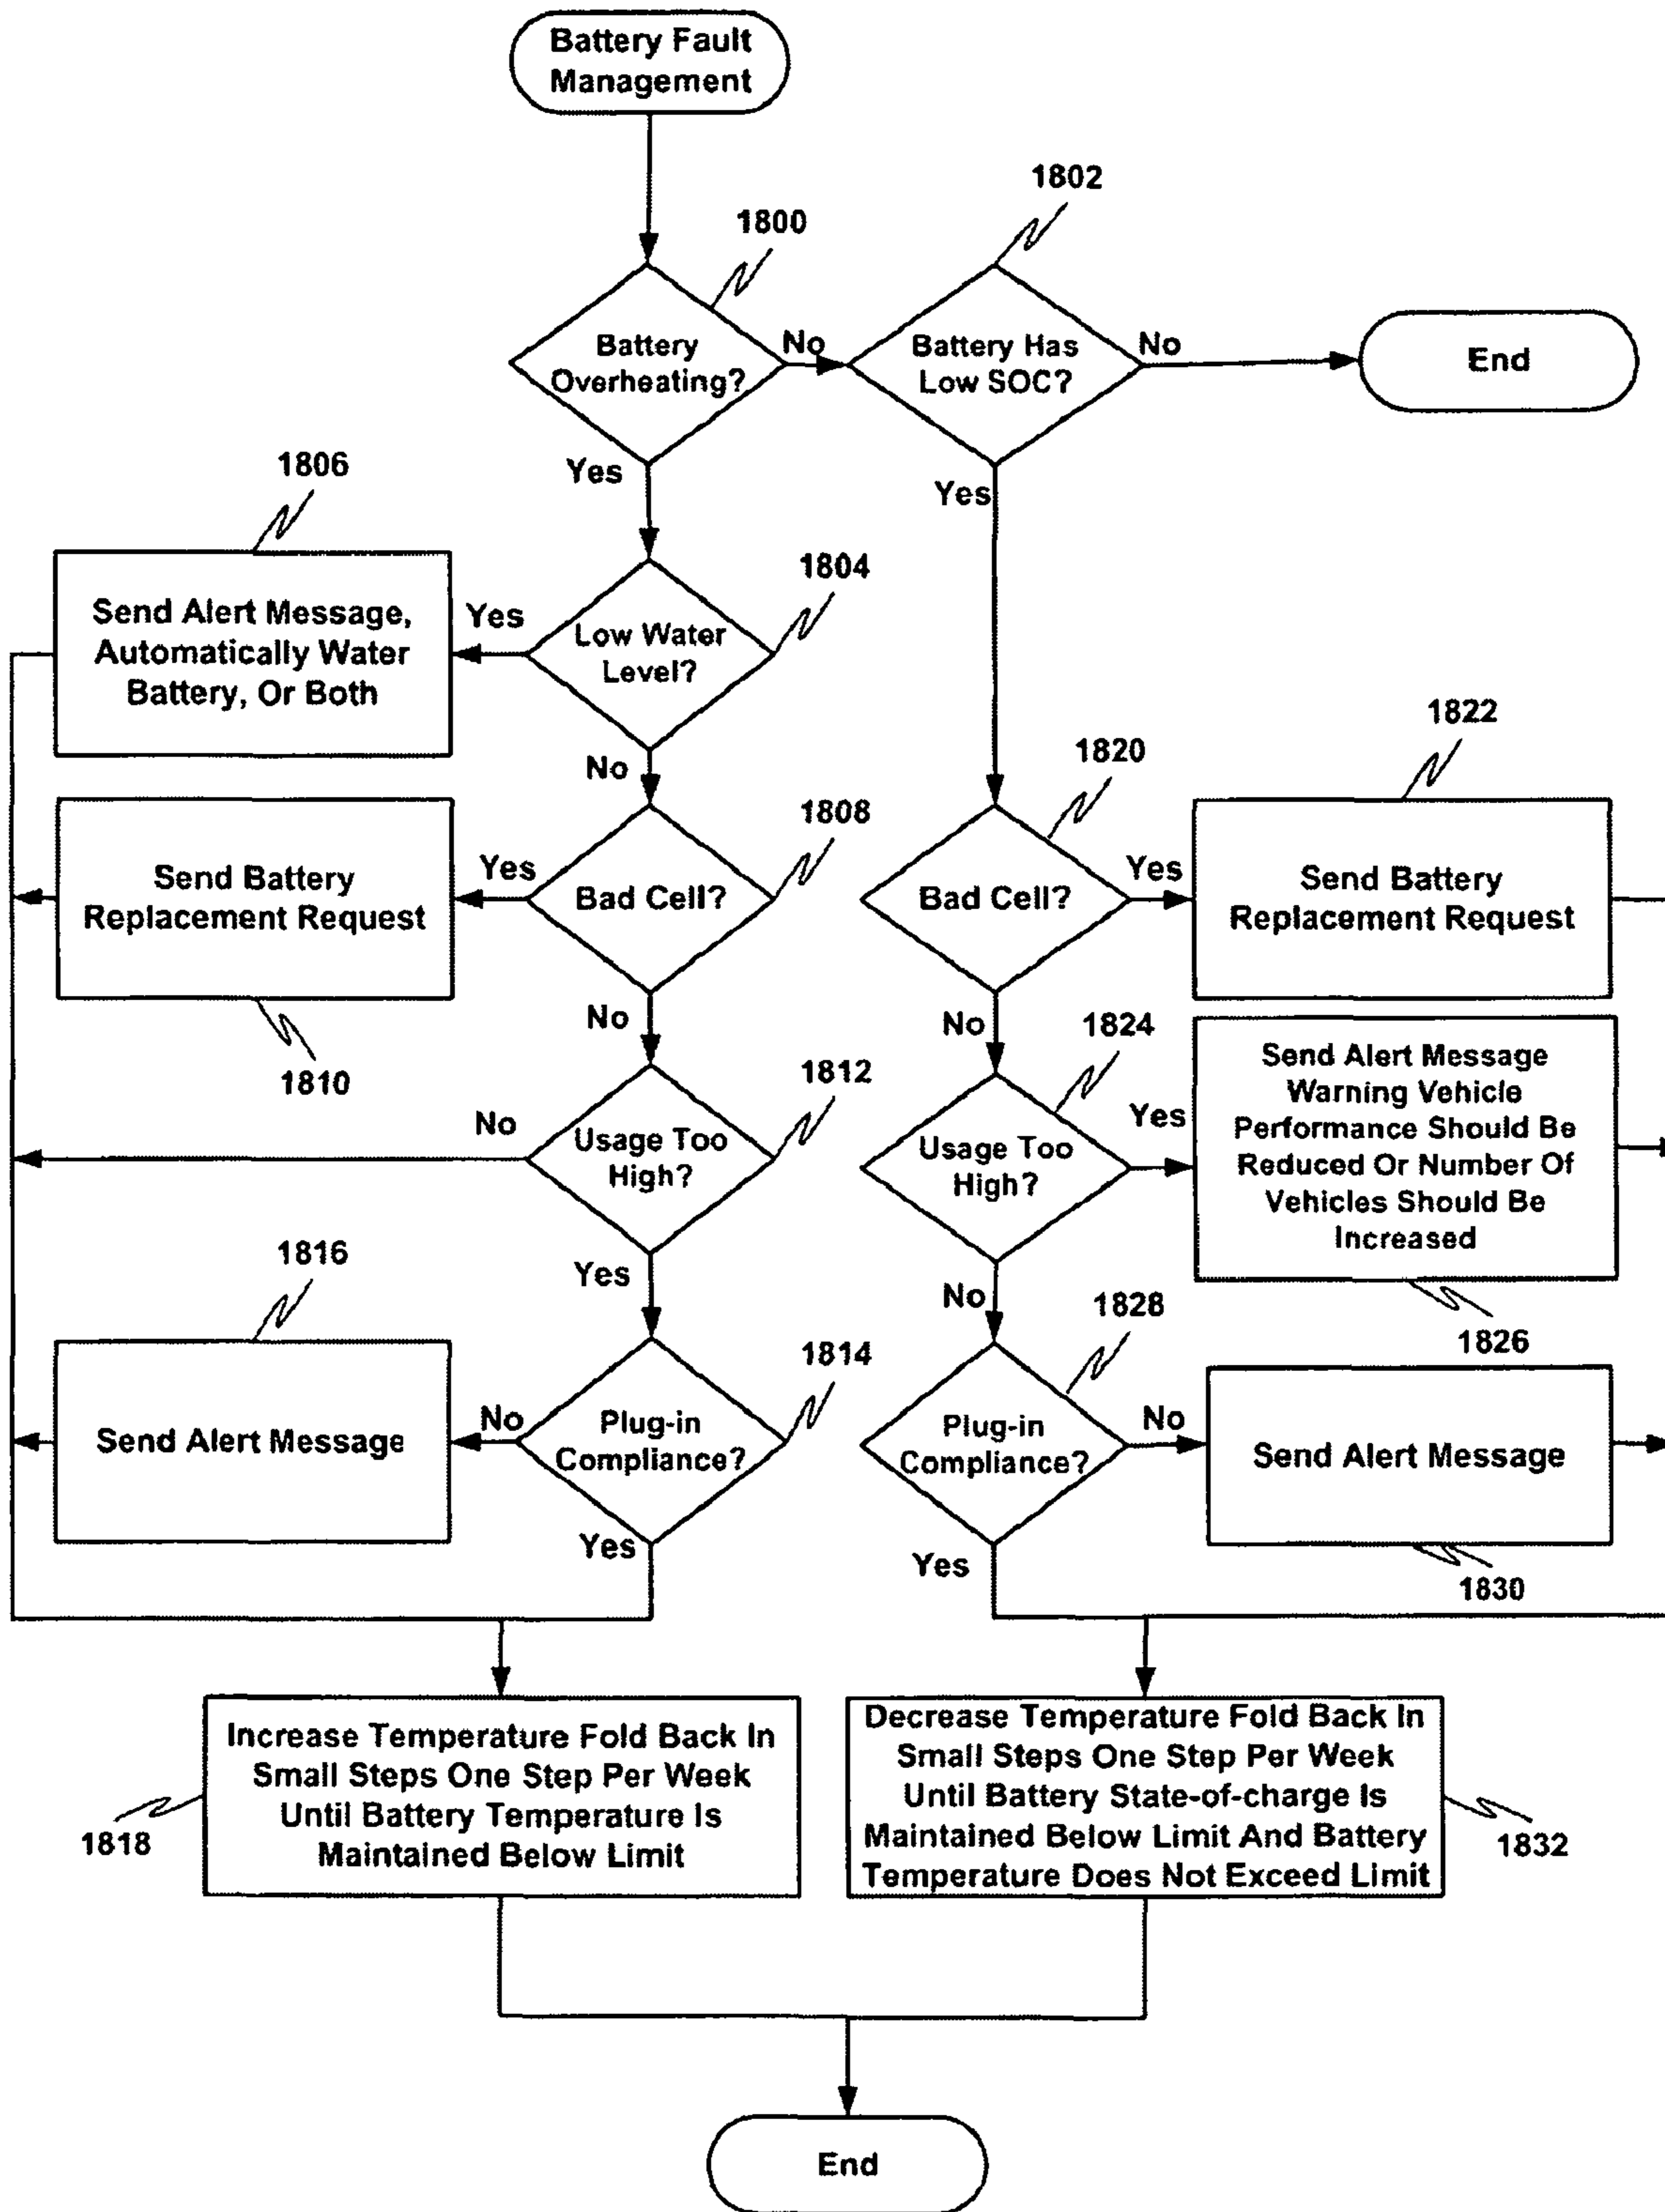 Battery Fault
Management
1802
1800
Battery
Overheating?
No
Battery Has
Low SOC?
No
End
Yes
Yes
1806
1804
Send Alert Message,
Automatically Water
Battery, Or Both
Yes
Low Water
Level?
No
1822
1820
1808
Send Battery
Replacement Request
Yes
Bad Cell?
Bad Cell?
Yes
Send Battery
Replacement Request
1810
No
No
1812
1824
No
Usage Too
High?
Usage Too
High?
Yes
Send Alert Message
Warning Vehicle
Performance Should Be
Reduced Or Number Of
Vehicles Should Be
Increased
1826
1816
Yes
No
1814
1828
Send Alert Message
No
Plug-in
Compliance?
Plug-in
Compliance?
No
Send Alert Message
1830
Yes
Yes
Increase Temperature Fold Back In
Small Steps One Step Per Week
Until Battery Temperature Is
Maintained Below Limit
1818
Decrease Temperature Fold Back In
Small Steps One Step Per Week
Until Battery State-of-charge Is
Maintained Below Limit And Battery
Temperature Does Not Exceed Limit
1832
End